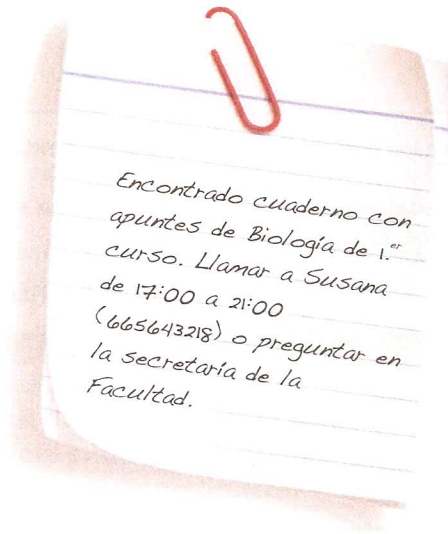 Encontrado cuaderno con
apuntes de Biología de 1.er
curso. Llamar a Susana
de 17:00 a 21:00
(665643218) o preguntar en
la secretaría de la
Facultad.